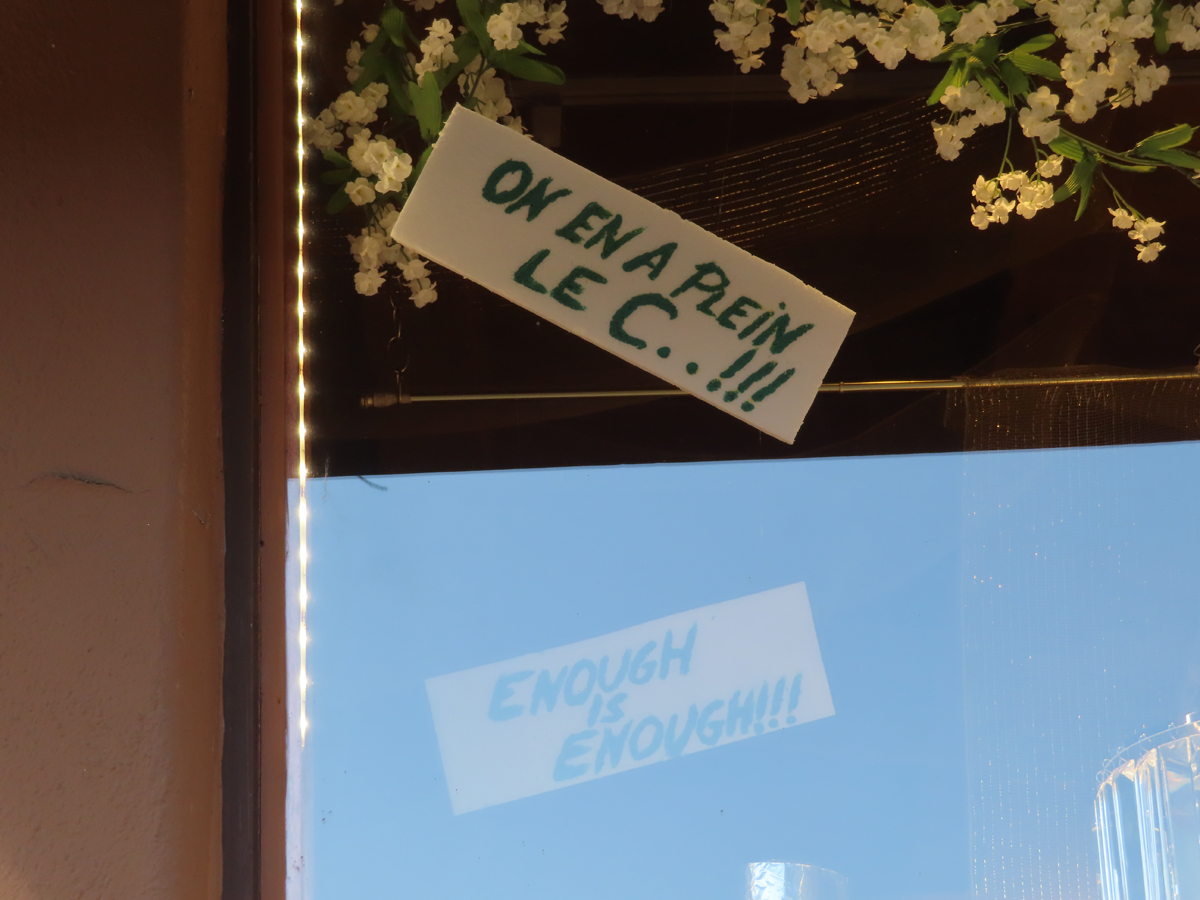 ON EN A PLEiN
LE C..!!!
ENOUGH
iS
ENOUGH!!!